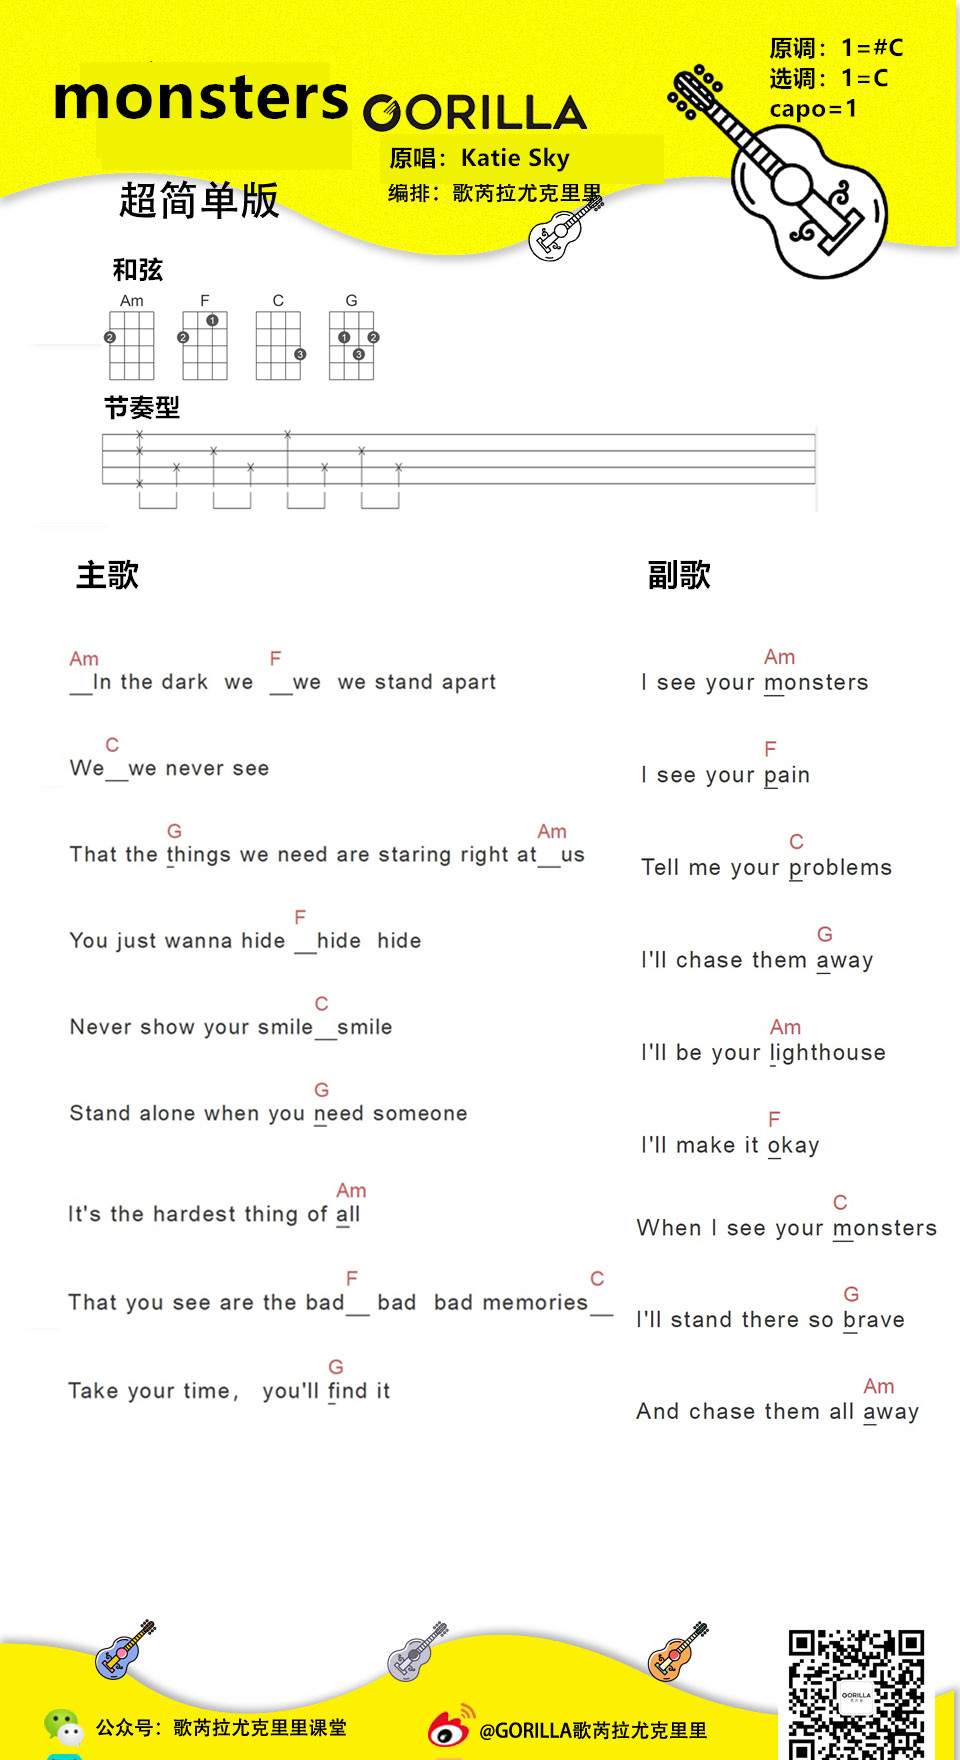 monsters
GORILLA
原调：1=#C
选调：1=C
capo=1
原唱：Katie Sky
编排：歌芮拉尤克里里
超简单版
和弦
Am F C G
2 2 1 3 1 2 3
节奏型
主歌
Am F
__In the dark we __we we stand apart
C
We__we never see
G Am
That the things we need are staring right at__us
F
You just wanna hide __hide hide
C
Never show your smile__smile
G
Stand alone when you need someone
Am
It's the hardest thing of all
F C
That you see are the bad__ bad bad memories__
G
Take your time， you'll find it
副歌
Am
I see your monsters
F
I see your pain
C
Tell me your problems
G
I'll chase them away
Am
I'll be your lighthouse
F
I'll make it okay
C
When I see your monsters
G
I'll stand there so brave
Am
And chase them all away
公众号：歌芮拉尤克里里课堂
@GORILLA歌芮拉尤克里里
GORILLA